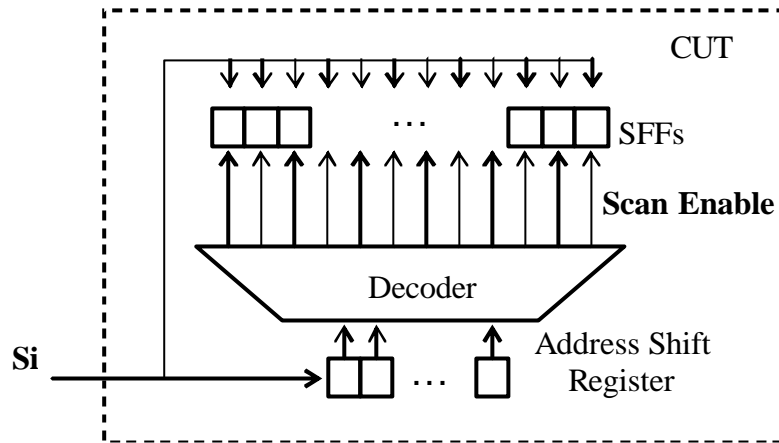 CUT
...
SFFs
Scan Enable
Decoder
Si
Address Shift
Register
...